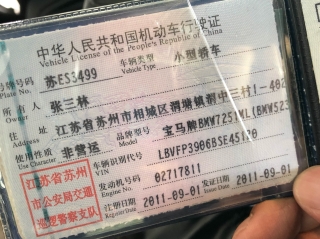 中华人民共和国机动车行驶证
Vehicle License of the People's Republic of China
号牌号码 苏ES3499 车辆类型 小型轿车
Plate No. Vehicle Type
所有人 张三林
Owner
住址 江苏省苏州市相城区渭塘镇渭中三村1-402
使用性质 非营运 品牌型号 宝马牌BMW7251ML(BMW523
Use Character Model
江苏省苏州
市公安局交通
巡逻警察支队
车辆识别代号 LBVFP3906BSE45120
VIN
发动机号码 02717811
Engine No.
注册日期 2011-09-01 发证日期 2011-09-01
Register Date Issue Date